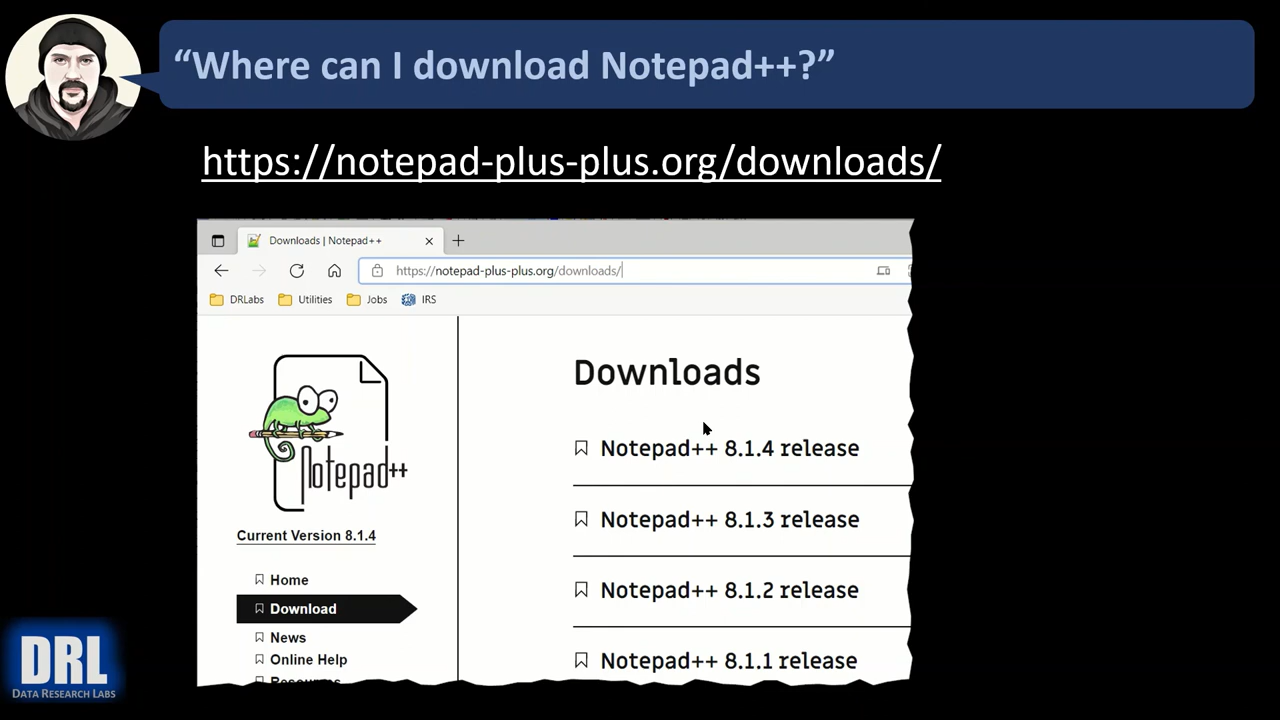 “Where can I download Notepad++?”
https://notepad-plus-plus.org/downloads/
Downloads | Notepad++
https://notepad-plus-plus.org/downloads/
DRLabs Utilities Jobs IRS
Notepad++
Current Version 8.1.4
Home
Download
News
Online Help
Resources
Downloads
Notepad++ 8.1.4 release
Notepad++ 8.1.3 release
Notepad++ 8.1.2 release
Notepad++ 8.1.1 release
DRL
DATA RESEARCH LABS